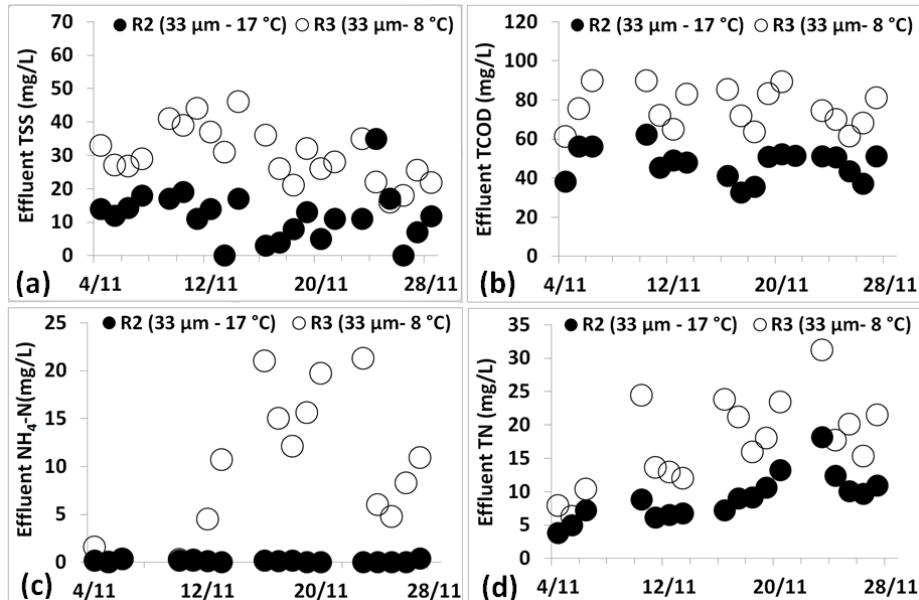 R2 (33 µm - 17 °C) R3 (33 µm- 8 °C)
Effluent TSS (mg/L)
70
60
50
40
30
20
10
0
4/11 12/11 20/11 28/11
(a)
R2 (33 µm - 17 °C) R3 (33 µm- 8 °C)
Effluent TCOD (mg/L)
120
100
80
60
40
20
0
4/11 12/11 20/11 28/11
(b)
R2 (33 µm - 17 °C) R3 (33 µm- 8 °C)
Effluent NH4-N(mg/L)
25
20
15
10
5
0
4/11 12/11 20/11 28/11
(c)
R2 (33 µm - 17 °C) R3 (33 µm- 8 °C)
Effluent TN (mg/L)
35
30
25
20
15
10
5
0
4/11 12/11 20/11 28/11
(d)